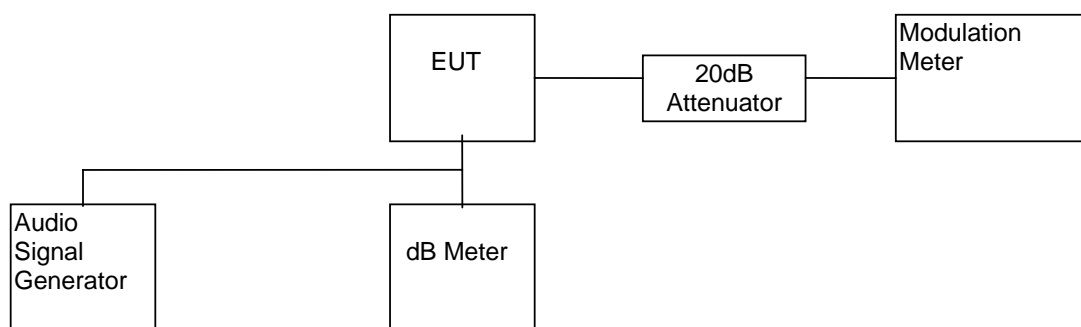 EUT
20dB
Attenuator
Modulation
Meter
Audio
Signal
Generator
dB Meter